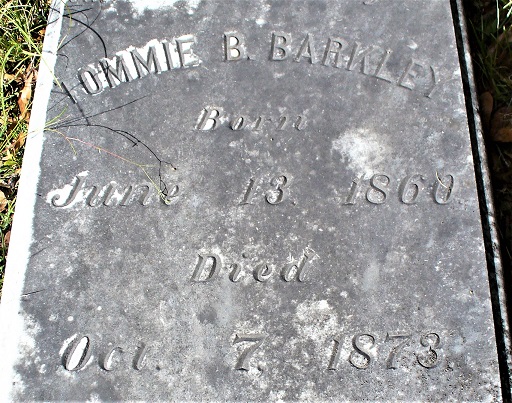 TOMMIE B. BARKLEY
Born
June 13. 1860.
Died
Oct. 7. 1873.